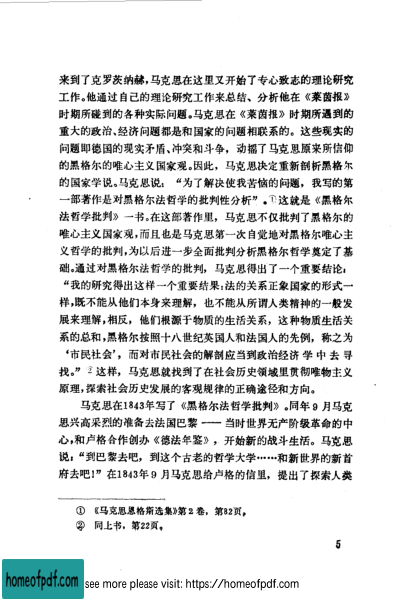 来到了克罗茨纳赫，马克思在这里又开始了专心致志的理论研究
工作。他通过自己的理论研究工作来总结、分析他在《莱茵报》
时期所碰到的各种实际问题。马克思在《莱茵报》时期所遇到的
重大的政治、经济问题都是和国家的问题相联系的。这些现实的
问题即德国的现实矛盾、冲突和斗争，动摇了马克思原来所信仰
的黑格尔的唯心主义国家观。因此，马克思决定重新剖析黑格尔
的国家学说。马克思说：“为了解决使我苦恼的问题，我写的第
一部著作是对黑格尔法哲学的批判性分析”。①这就是《黑格尔
法哲学批判》一书。在这部著作里，马克思不仅批判了黑格尔的
唯心主义国家观，而且也是马克思第一次自觉地对黑格尔唯心主
义哲学的批判，为以后进一步全面批判分析黑格尔哲学奠定了基
础。通过对黑格尔法哲学的批判，马克思得出了一个重要结论：
“我的研究得出这样一个重要结果：法的关系正象国家的形式一
样，既不能从他们本身来理解，也不能从所谓人类精神的一般发
展来理解，相反，他们根源于物质的生活关系，这种物质生活关
系的总和，黑格尔按照十八世纪英国人和法国人的先例，称之为
‘市民社会’，而对市民社会的解剖应当到政治经济学中去寻
找。”②这样，马克思就找到了在社会历史领域里贯彻唯物主义
原理，探索社会历史发展的客观规律的正确途径和方向。
马克思在1843年写了《黑格尔法哲学批判》。同年9月马克
思兴高采烈的准备去法国巴黎——当时世界无产阶级革命的中
心，和卢格合作创办《德法年鉴》，开始新的战斗生活。马克思
说：“到巴黎去吧，到这个古老的哲学大学……和新世界的新首
府去吧！”在1843年9月马克思给卢格的信里，提出了探索人类
① 《马克思恩格斯选集》第2卷，第82页。
② 同上书，第22页。
5
homeofpdf.com
see more please visit: https://homeofpdf.com